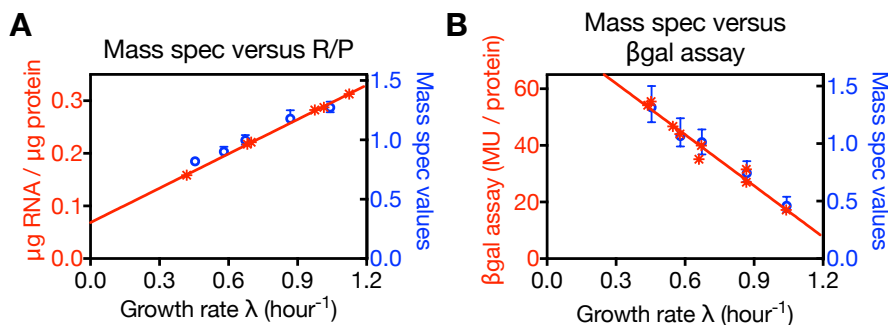 A
Mass spec versus R/P
µg RNA / µg protein
0.3
0.2
0.1
0.0
1.5
1.0
0.5
0.0
Mass spec values
0.0 0.3 0.6 0.9 1.2
Growth rate λ (hour-1)
B
Mass spec versus
βgal assay
βgal assay (MU / protein)
60
40
20
0
1.5
1.0
0.5
0.0
Mass spec values
0.0 0.3 0.6 0.9 1.2
Growth rate λ (hour-1)